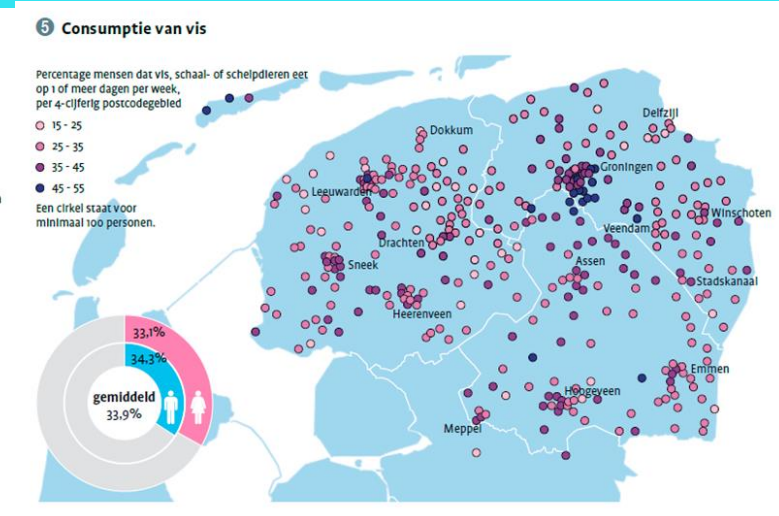 5 Consumptie van vis
Percentage mensen dat vis, schaal- of schelpdieren eet
op 1 of meer dagen per week,
per 4-cijferig postcodegebied
15 - 25
25 - 35
35 - 45
45 - 55
Een cirkel staat voor
minimaal 100 personen.
Dokkum
Delfzijl
Groningen
Leeuwarden
Winschoten
Veendam
Drachten
Sneek
Assen
Stadskanaal
Heerenveen
33,1%
34,3%
gemiddeld
33,9%
Emmen
Hoogeveen
Meppel